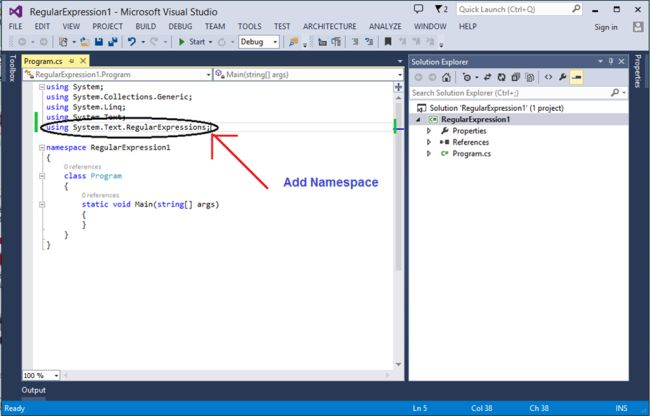 RegularExpression1 - Microsoft Visual Studio
2
Quick Launch (Ctrl+Q)
FILE EDIT VIEW PROJECT BUILD DEBUG TEAM TOOLS TEST ARCHITECTURE ANALYZE WINDOW HELP
Sign in
Start
Debug
Toolbox
Program.cs
RegularExpression1.Program
Main(string[] args)
using System;
using System.Collections.Generic;
using System.Linq;
using System.Text;
using System.Text.RegularExpressions;
namespace RegularExpression1
{
0 references
class Program
{
0 references
static void Main(string[] args)
{
}
}
}
Add Namespace
100 %
Solution Explorer
Search Solution Explorer (Ctrl+;)
Solution 'RegularExpression1' (1 project)
RegularExpression1
Properties
References
Program.cs
Properties
Output
Ready
Ln 5
Col 38
Ch 38
INS